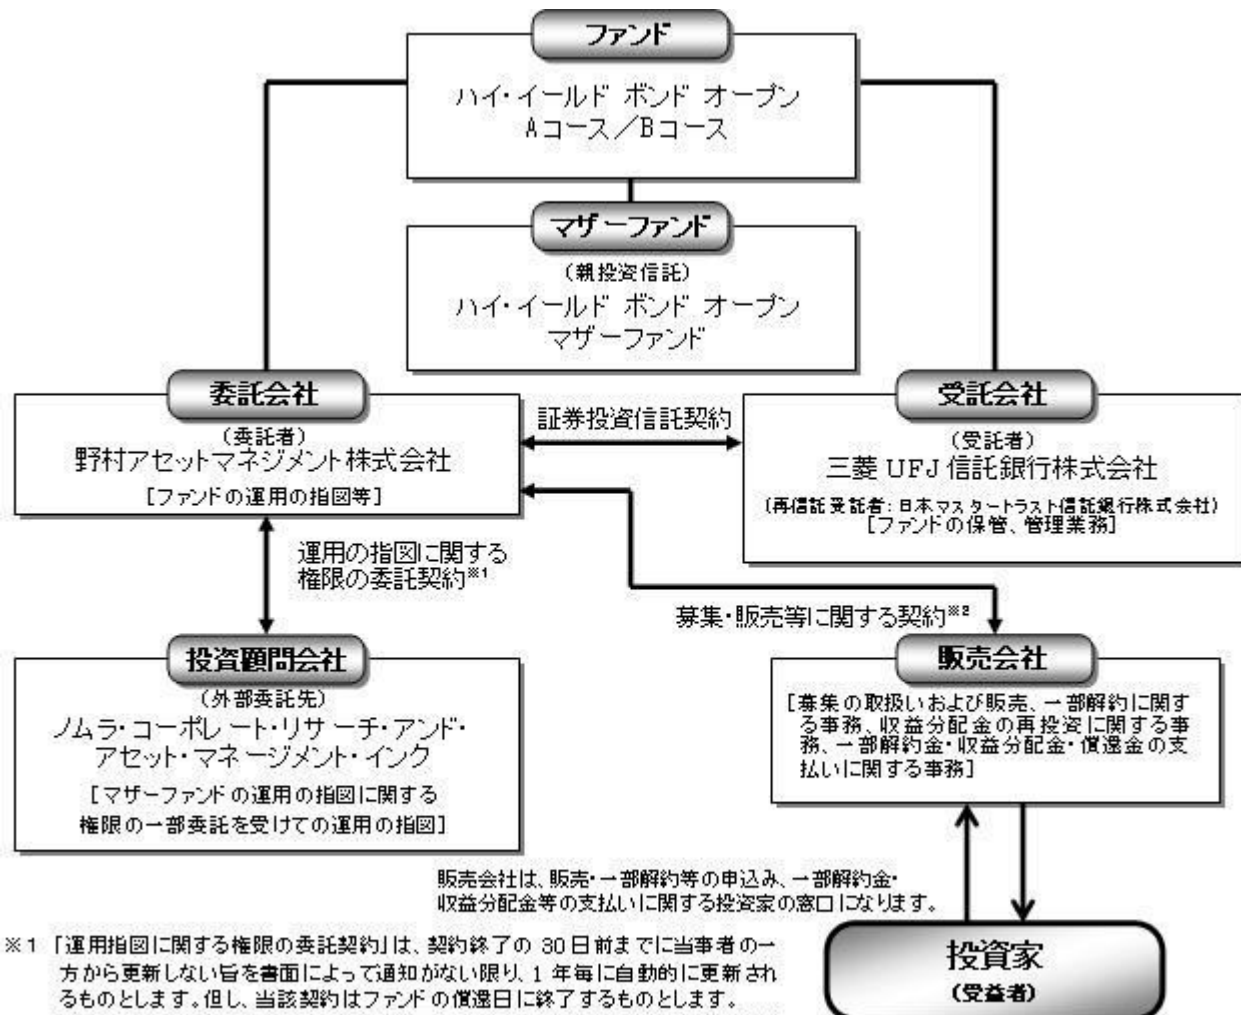 ファンド
ハイ・イールド ボンド オープン
Aコース／Bコース
マザーファンド
（親投資信託）
ハイ・イールド ボンド オープン
マザーファンド
委託会社
（委託者）
野村アセットマネジメント株式会社
［ファンドの運用の指図等］
証券投資信託契約
受託会社
（受託者）
三菱UFJ信託銀行株式会社
（再信託受託者：日本マスタートラスト信託銀行株式会社）
［ファンドの保管、管理業務］
運用の指図に関する
権限の委託契約※1
募集・販売等に関する契約※2
投資顧問会社
（外部委託先）
ノムラ・コーポレート・リサーチ・アンド・
アセット・マネージメント・インク
［マザーファンドの運用の指図に関する
権限の一部委託を受けての運用の指図］
販売会社
［募集の取扱いおよび販売、一部解約に関す
る事務、収益分配金の再投資に関する事
務、一部解約金・収益分配金・償還金の支
払いに関する事務］
販売会社は、販売・一部解約等の申込み、一部解約金・
収益分配金等の支払いに関する投資家の窓口になります。
投資家
（受益者）
※1 「運用指図に関する権限の委託契約」は、契約終了の 30 日前までに当事者の一
方から更新しない旨を書面によって通知がない限り、1 年毎に自動的に更新され
るものとします。但し、当該契約はファンドの償還日に終了するものとします。